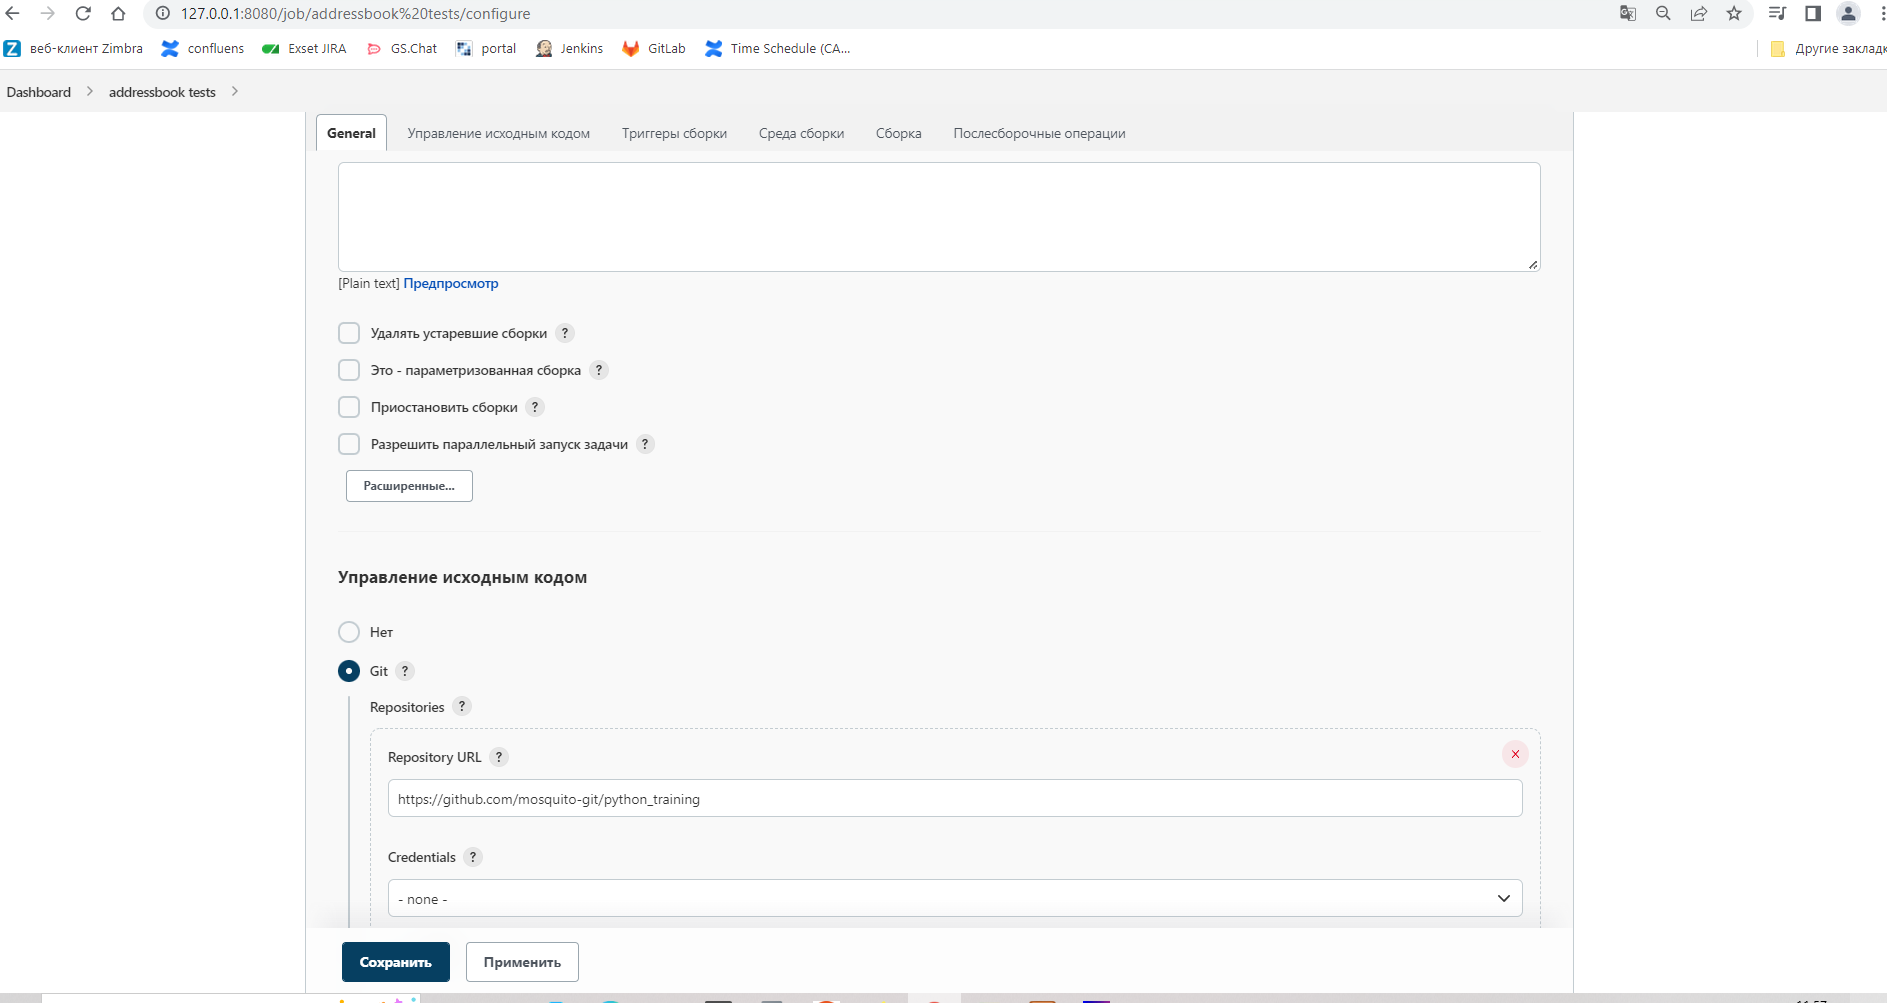 127.0.0.1:8080/job/addressbook%20tests/configure
веб-клиент Zimbra confluens Exset JIRA GS.Chat portal Jenkins GitLab Time Schedule (CA... Другие заклад
Dashboard addressbook tests
General Управление исходным кодом Триггеры сборки Среда сборки Сборка Послесборочные операции
[Plain text] Предпросмотр
Удалять устаревшие сборки ?
Это - параметризованная сборка ?
Приостановить сборки ?
Разрешить параллельный запуск задачи ?
Расширенные...
Управление исходным кодом
Нет
Git ?
Repositories ?
Repository URL ?
https://github.com/mosquito-git/python_training
Credentials ?
- none -
Сохранить Применить